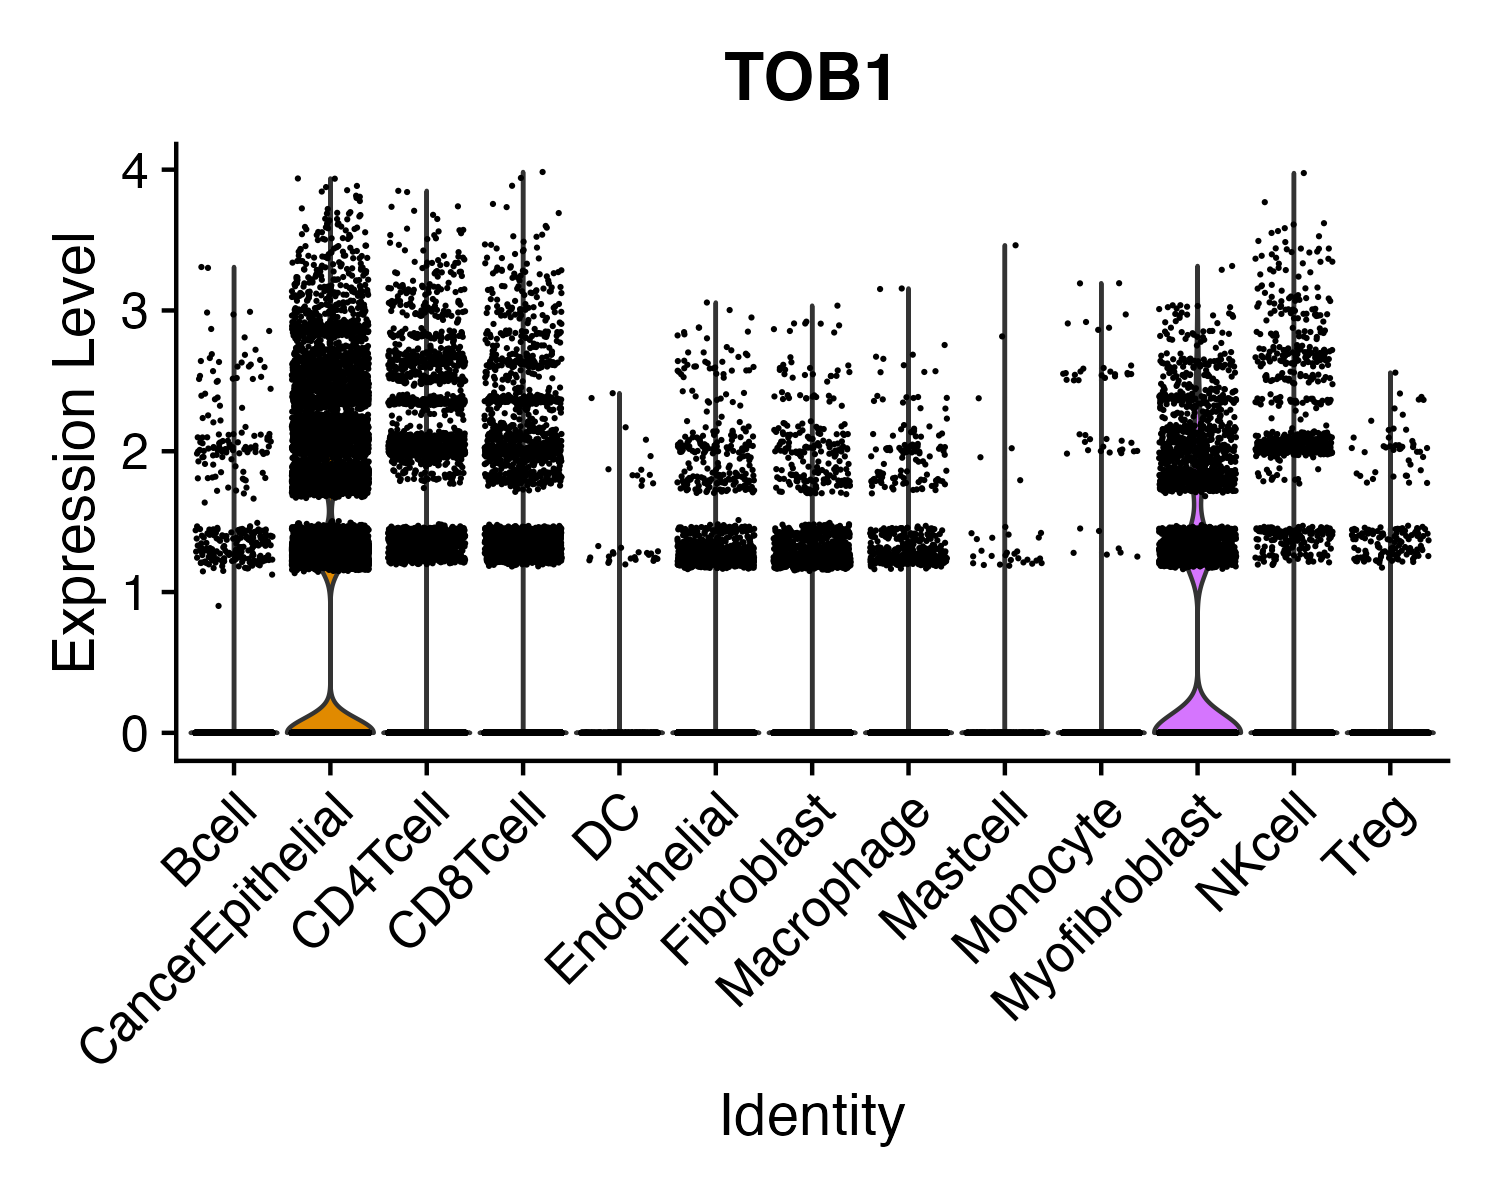 TOB1
Expression Level
4
3
2
1
0
Bcell
CancerEpithelial
CD4Tcell
CD8Tcell
DC
Endothelial
Fibroblast
Macrophage
Mastcell
Monocyte
Myofibroblast
NKcell
Treg
Identity